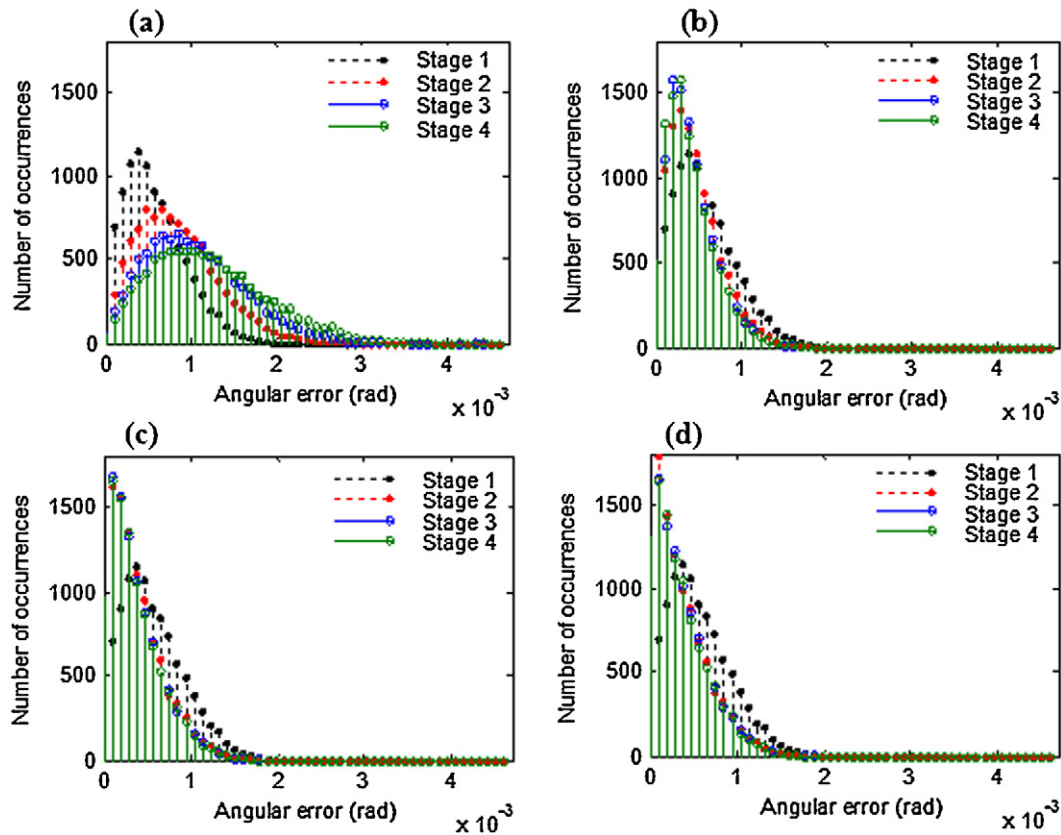 (a)
Number of occurrences
1500
1000
500
0
Stage 1
Stage 2
Stage 3
Stage 4
0 1 2 3 4
Angular error (rad)
x 10⁻³
(b)
Number of occurrences
1500
1000
500
0
Stage 1
Stage 2
Stage 3
Stage 4
0 1 2 3 4
Angular error (rad)
x 10⁻³
(c)
Number of occurrences
1500
1000
500
0
Stage 1
Stage 2
Stage 3
Stage 4
0 1 2 3 4
Angular error (rad)
x 10⁻³
(d)
Number of occurrences
1500
1000
500
0
Stage 1
Stage 2
Stage 3
Stage 4
0 1 2 3 4
Angular error (rad)
x 10⁻³